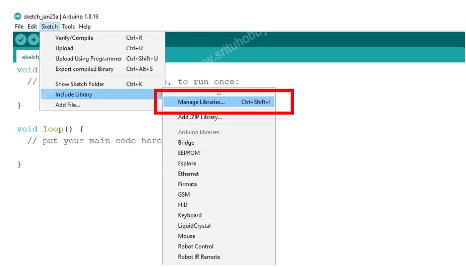 sketch_jun25a | Arduino 1.8.19
File Edit Sketch Tools Help
Verify/Compile Ctrl+R
Upload Ctrl+U
Upload Using Programmer Ctrl+Shift+U
Export compiled Binary Ctrl+Alt+S
Show Sketch Folder Ctrl+K
Include Library
Add File...
Manage Libraries... Ctrl+Shift+I
Add .ZIP Library...
Arduino libraries
Bridge
EEPROM
Esplora
Ethernet
Firmata
GSM
HID
Keyboard
LiquidCrystal
Mouse
Robot Control
Robot IR Remote
sketch
void
// , to run once:
}
void loop() {
// put your main code here
}
www.srituhobby.com